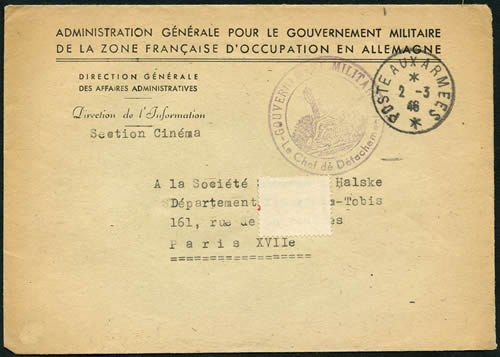 ADMINISTRATION GÉNÉRALE POUR LE GOUVERNEMENT MILITAIRE
DE LA ZONE FRANÇAISE D'OCCUPATION EN ALLEMAGNE
DIRECTION GÉNÉRALE
DES AFFAIRES ADMINISTRATIVES
Direction de l'Information
Section Cinéma
MILITAI
Le Chef de Détachemen
POSTE AUX ARMÉES
2 -3
46
A la Société Halske
Département -Tobis
161, rue de
Paris XVIIe